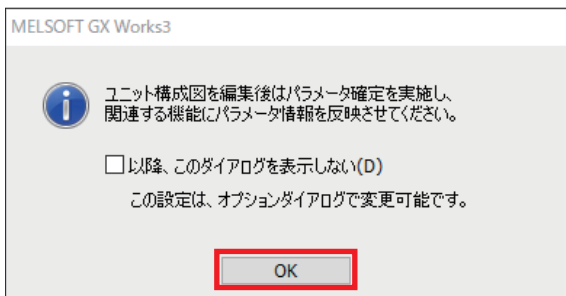 MELSOFT GX Works3
ユニット構成図を編集後はパラメータ確定を実施し、
関連する機能にパラメータ情報を反映させてください。
以降、このダイアログを表示しない(D)
この設定は、オプションダイアログで変更可能です。
OK